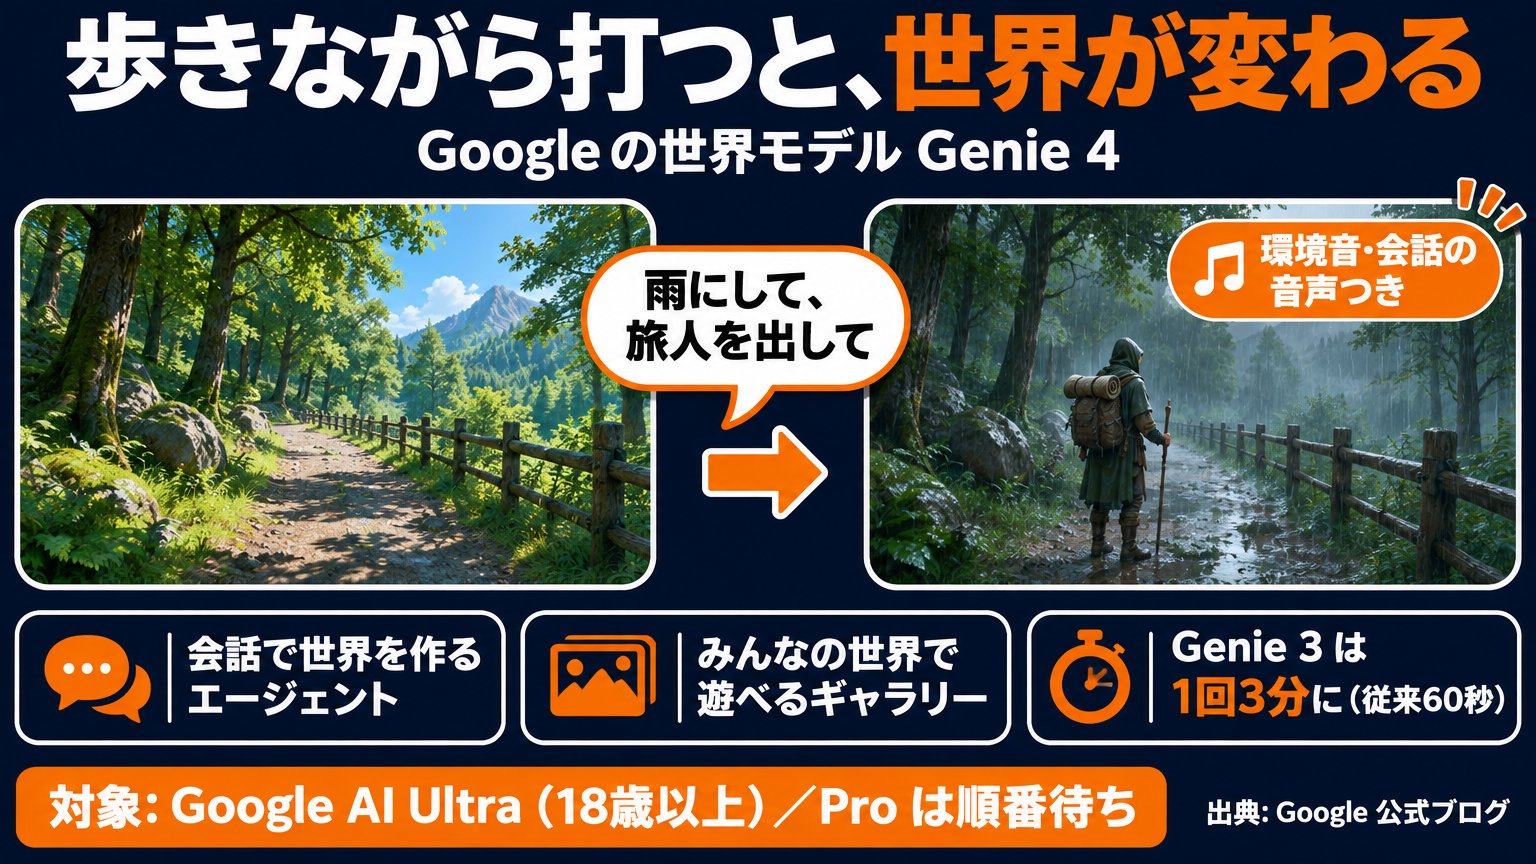 歩きながら打つと、世界が変わる
Googleの世界モデル Genie 4
雨にして、
旅人を出して
環境音・会話の
音声つき
会話で世界を作る
エージェント
みんなの世界で
遊べるギャラリー
Genie 3 は
1回3分に(従来60秒)
対象: Google AI Ultra(18歳以上)/Pro は順番待ち
出典: Google 公式ブログ